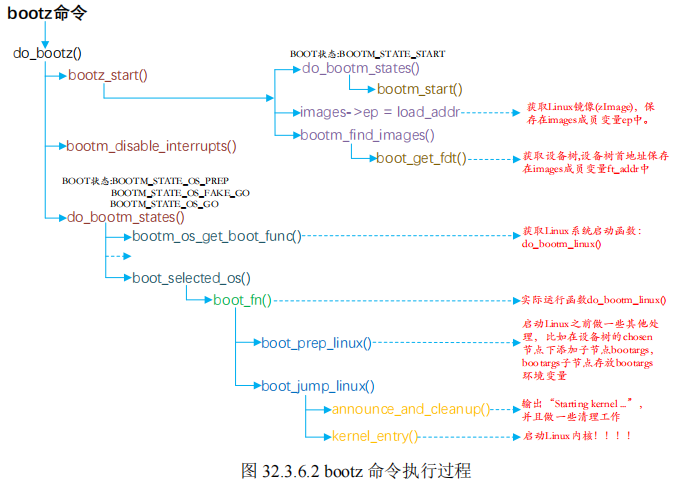 bootz命令
do_bootz()
BOOT状态:BOOTM_STATE_START
bootz_start()
do_bootm_states()
bootm_start()
images->ep = load_addr
获取Linux镜像(zImage)，保
存在images成员变量ep中。
bootm_find_images()
bootm_disable_interrupts()
boot_get_fdt()
获取设备树,设备树首地址保存
在images成员变量ft_addr中
BOOT状态:BOOTM_STATE_OS_PREP
BOOTM_STATE_OS_FAKE_GO
BOOTM_STATE_OS_GO
do_bootm_states()
bootm_os_get_boot_func()
获取Linux系统启动函数：
do_bootm_linux()
boot_selected_os()
boot_fn()
实际运行函数do_bootm_linux()
boot_prep_linux()
启动Linux之前做一些其他处
理，比如在设备树的chosen
节点下添加子节点bootargs，
bootargs子节点存放bootargs
环境变量
boot_jump_linux()
announce_and_cleanup()
输出“Starting kernel ...”，
并且做一些清理工作
kernel_entry()
启动Linux内核！！！！
图 32.3.6.2 bootz 命令执行过程